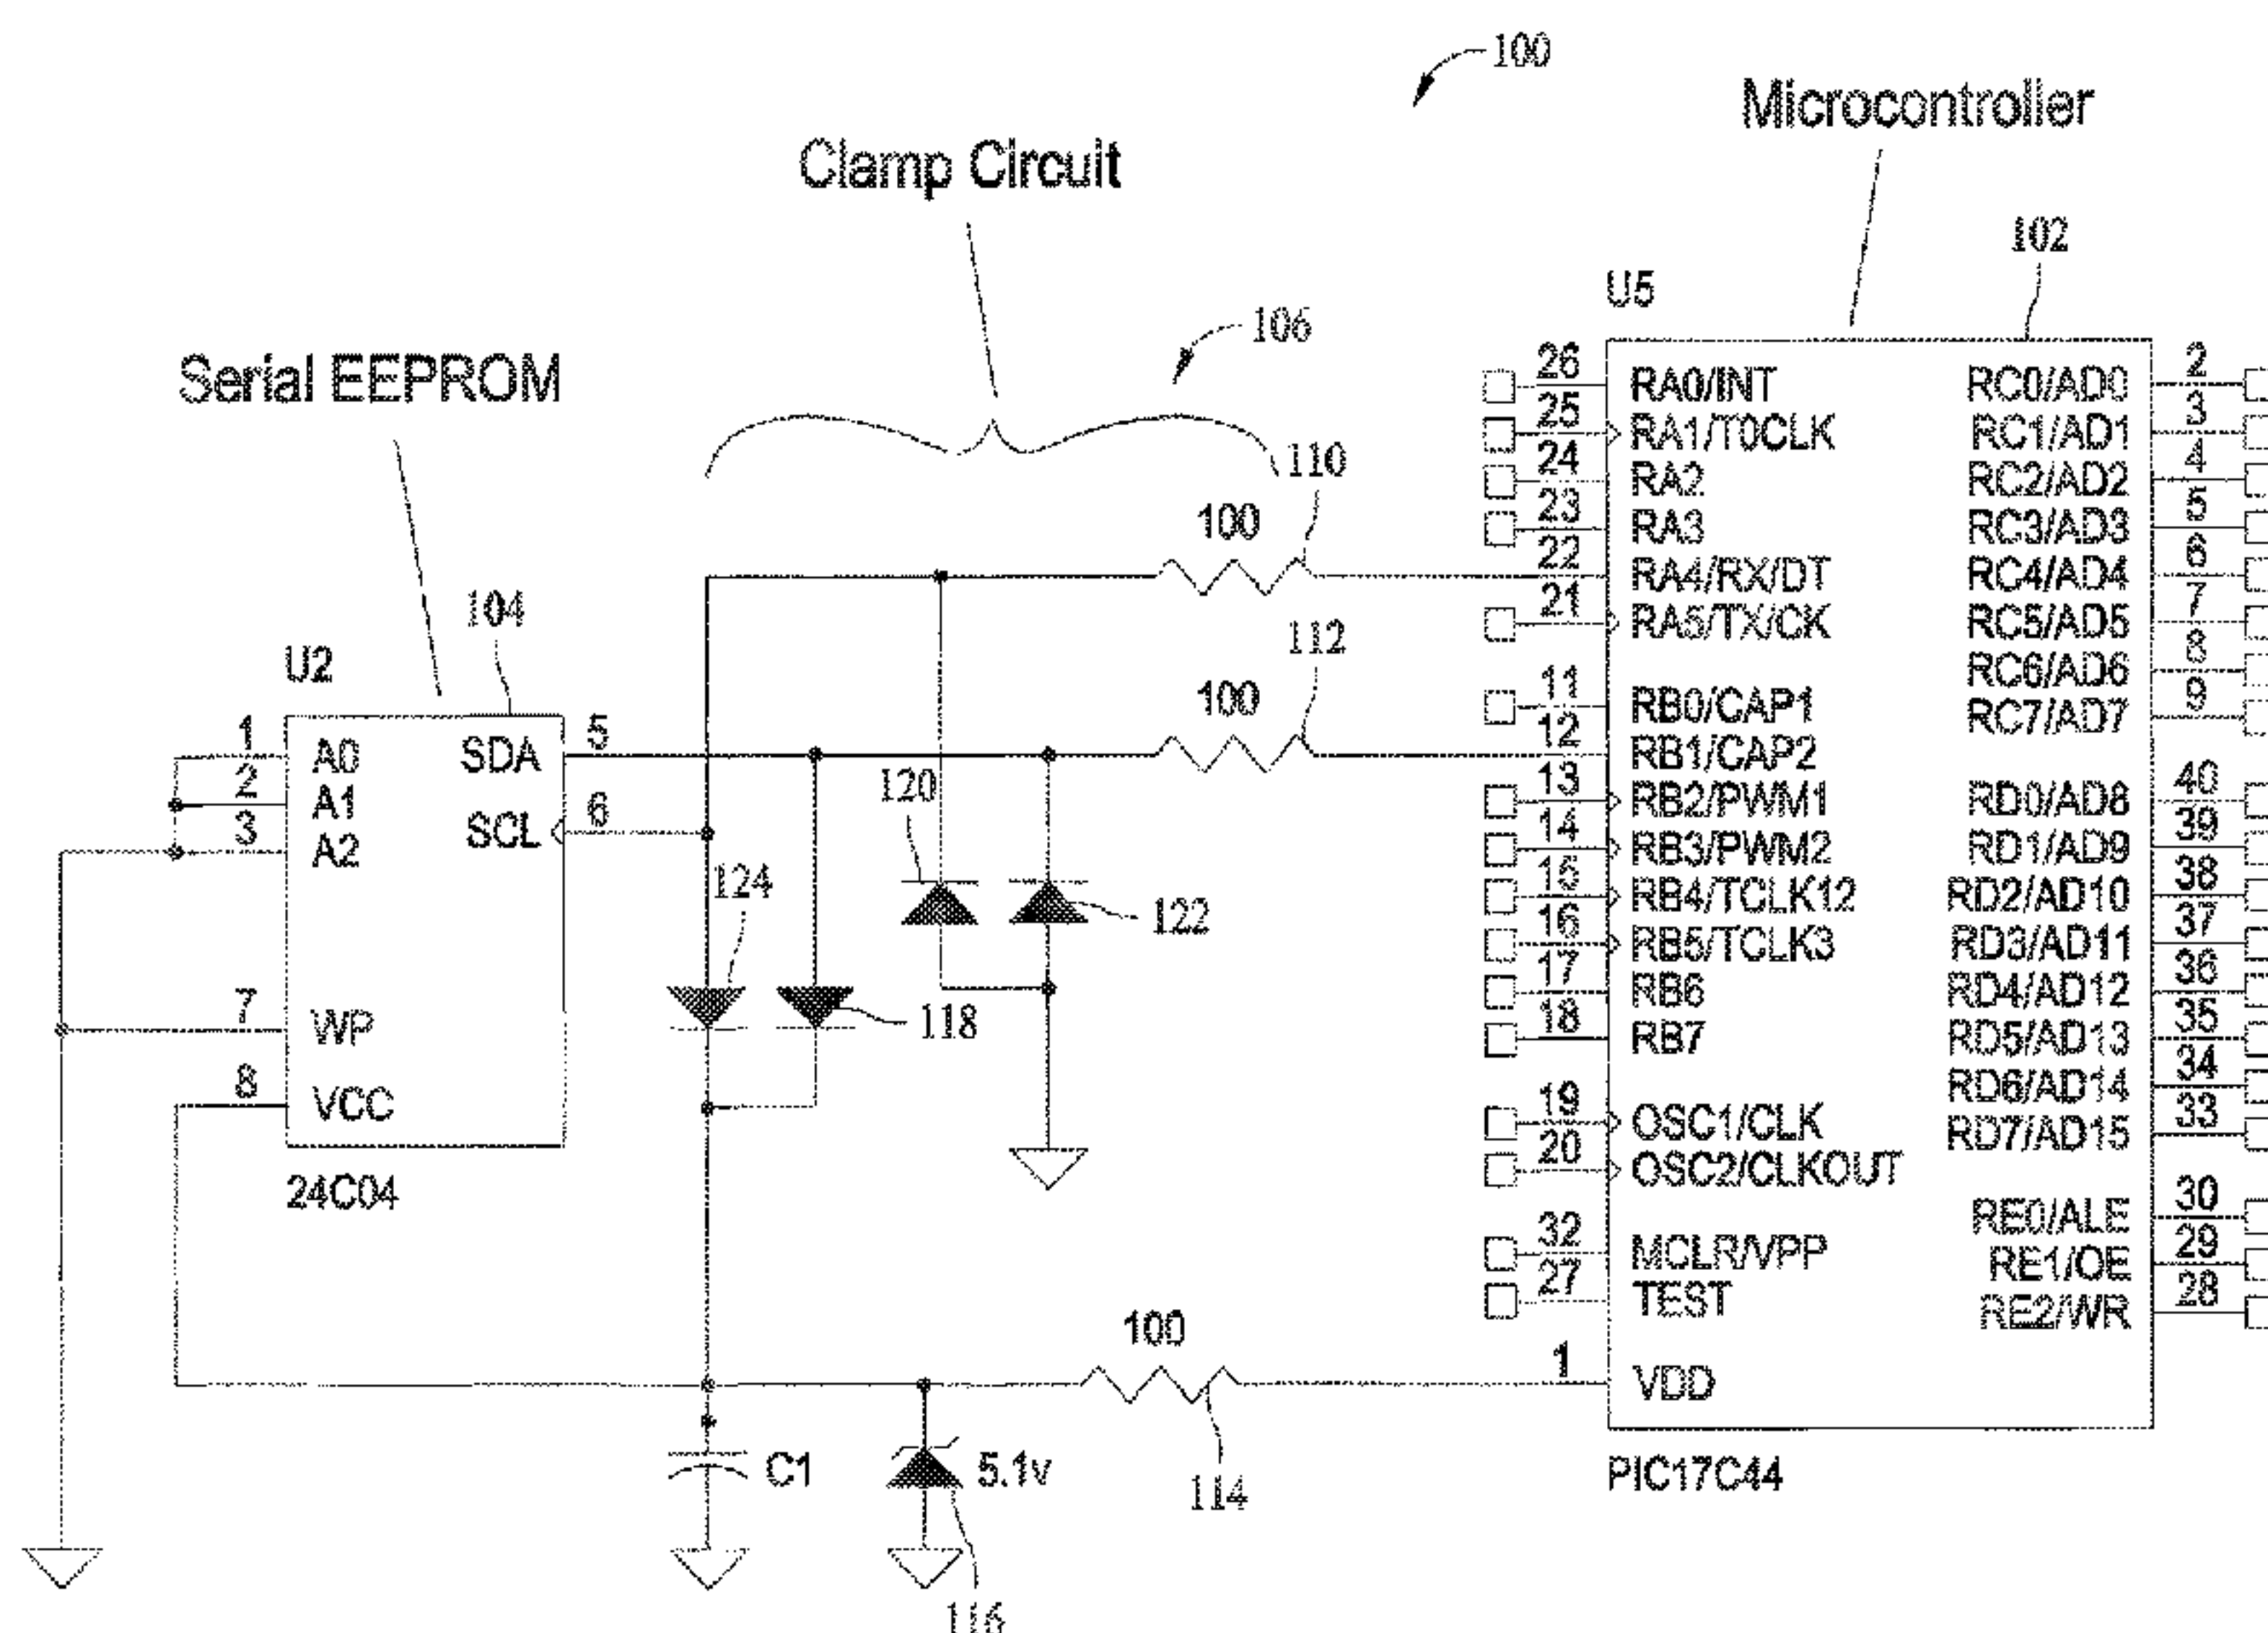 100
Microcontroller
Clamp Circuit
102
U5
106
Serial EEPROM
110
100
104
112
U2
100
1 A0 SDA 5
2 A1
3 A2 SCL 6
7 WP
8 VCC
24C04
120
124
122
118
26 RA0/INT RC0/AD0 2
25 RA1/T0CLK RC1/AD1 3
24 RA2 RC2/AD2 4
23 RA3 RC3/AD3 5
22 RA4/RX/DT RC4/AD4 6
21 RA5/TX/CK RC5/AD5 7
RC6/AD6 8
11 RB0/CAP1 RC7/AD7 9
12 RB1/CAP2
13 RB2/PWM1 RD0/AD8 40
14 RB3/PWM2 RD1/AD9 39
15 RB4/TCLK12 RD2/AD10 38
16 RB5/TCLK3 RD3/AD11 37
17 RB6 RD4/AD12 36
18 RB7 RD5/AD13 35
RD6/AD14 34
19 OSC1/CLK RD7/AD15 33
20 OSC2/CLKOUT
RE0/ALE 30
32 MCLR/VPP RE1/OE 29
27 TEST RE2/WR 28
100
1 VDD
C1
5.1v
114
PIC17C44
116